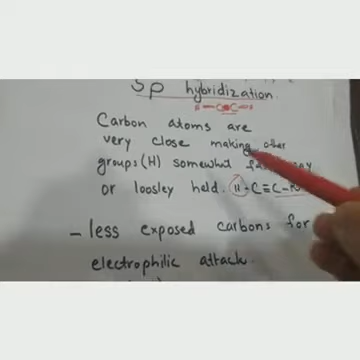 Sp hybridization
H-C≡C-H
Carbon atoms are
very close making other
groups (H) somewhat
or loosley held. H-C≡C-
- less exposed carbons for
electrophilic attack